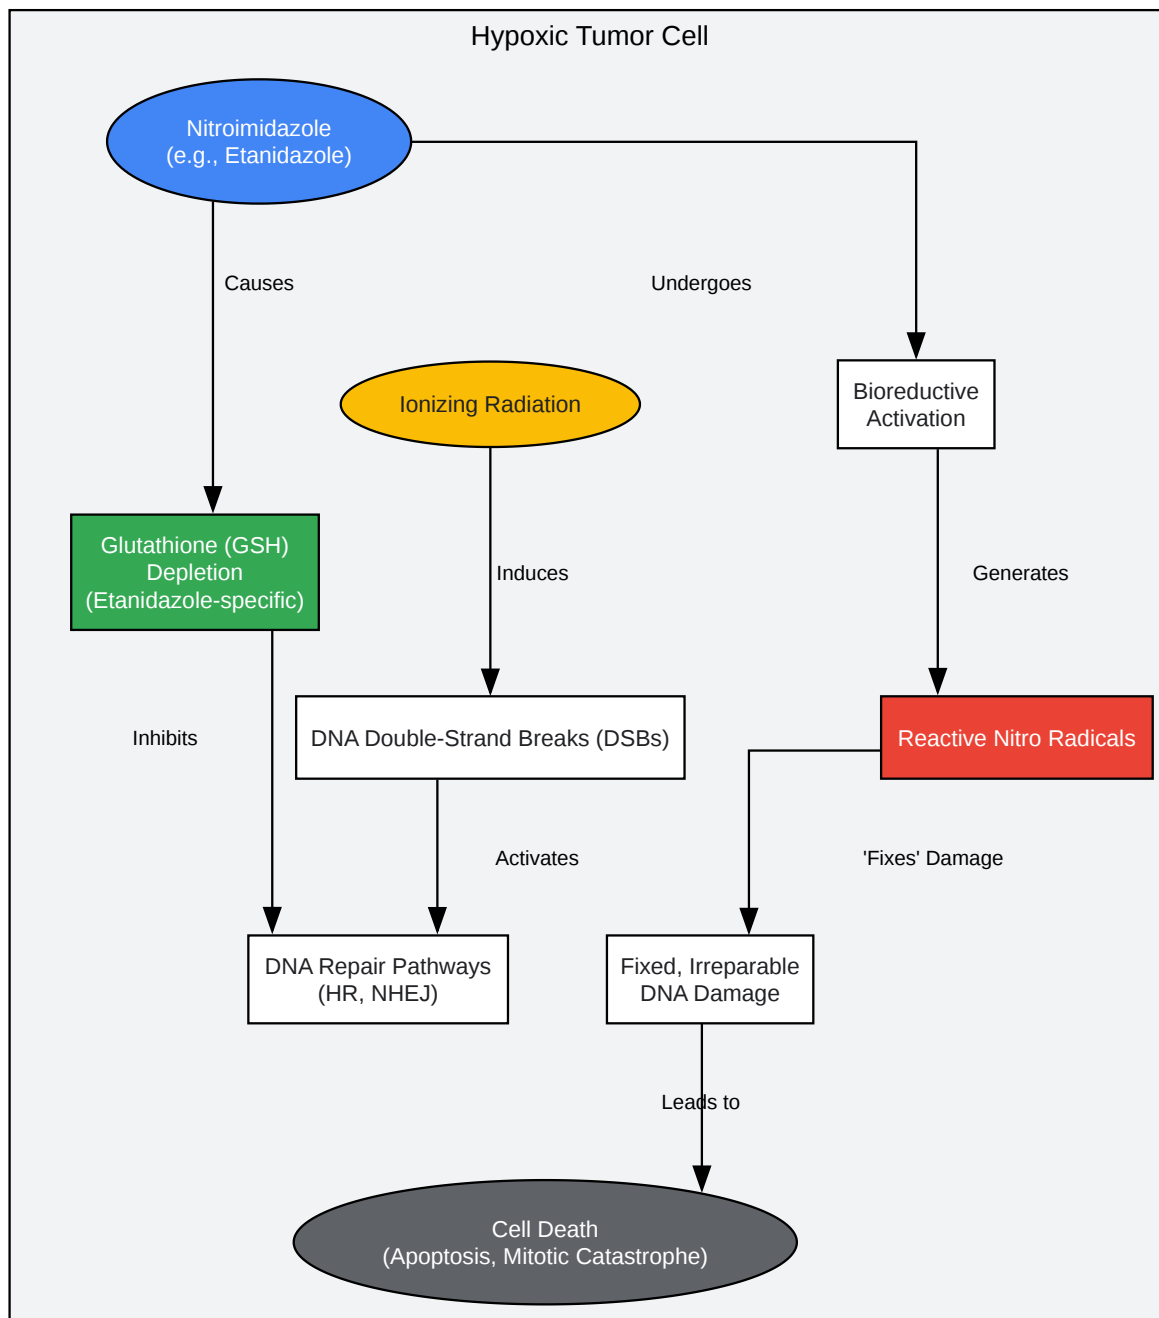 Hypoxic Tumor Cell
Nitroimidazole
(e.g., Etanidazole)
Causes
Undergoes
Ionizing Radiation
Bioreductive
Activation
Glutathione (GSH)
Depletion
(Etanidazole-specific)
Induces
Generates
Inhibits
DNA Double-Strand Breaks (DSBs)
Reactive Nitro Radicals
Activates
'Fixes' Damage
DNA Repair Pathways
(HR, NHEJ)
Fixed, Irreparable
DNA Damage
Leads to
Cell Death
(Apoptosis, Mitotic Catastrophe)